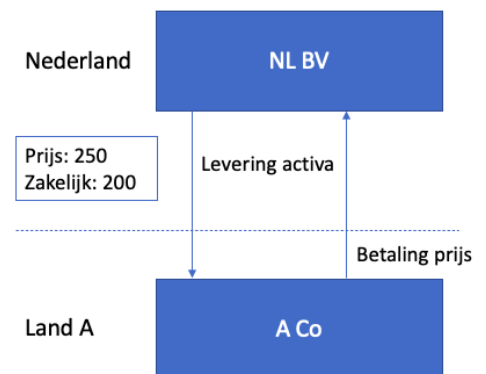 Nederland
NL BV
Prijs: 250
Zakelijk: 200
Levering activa
Betaling prijs
Land A
A Co